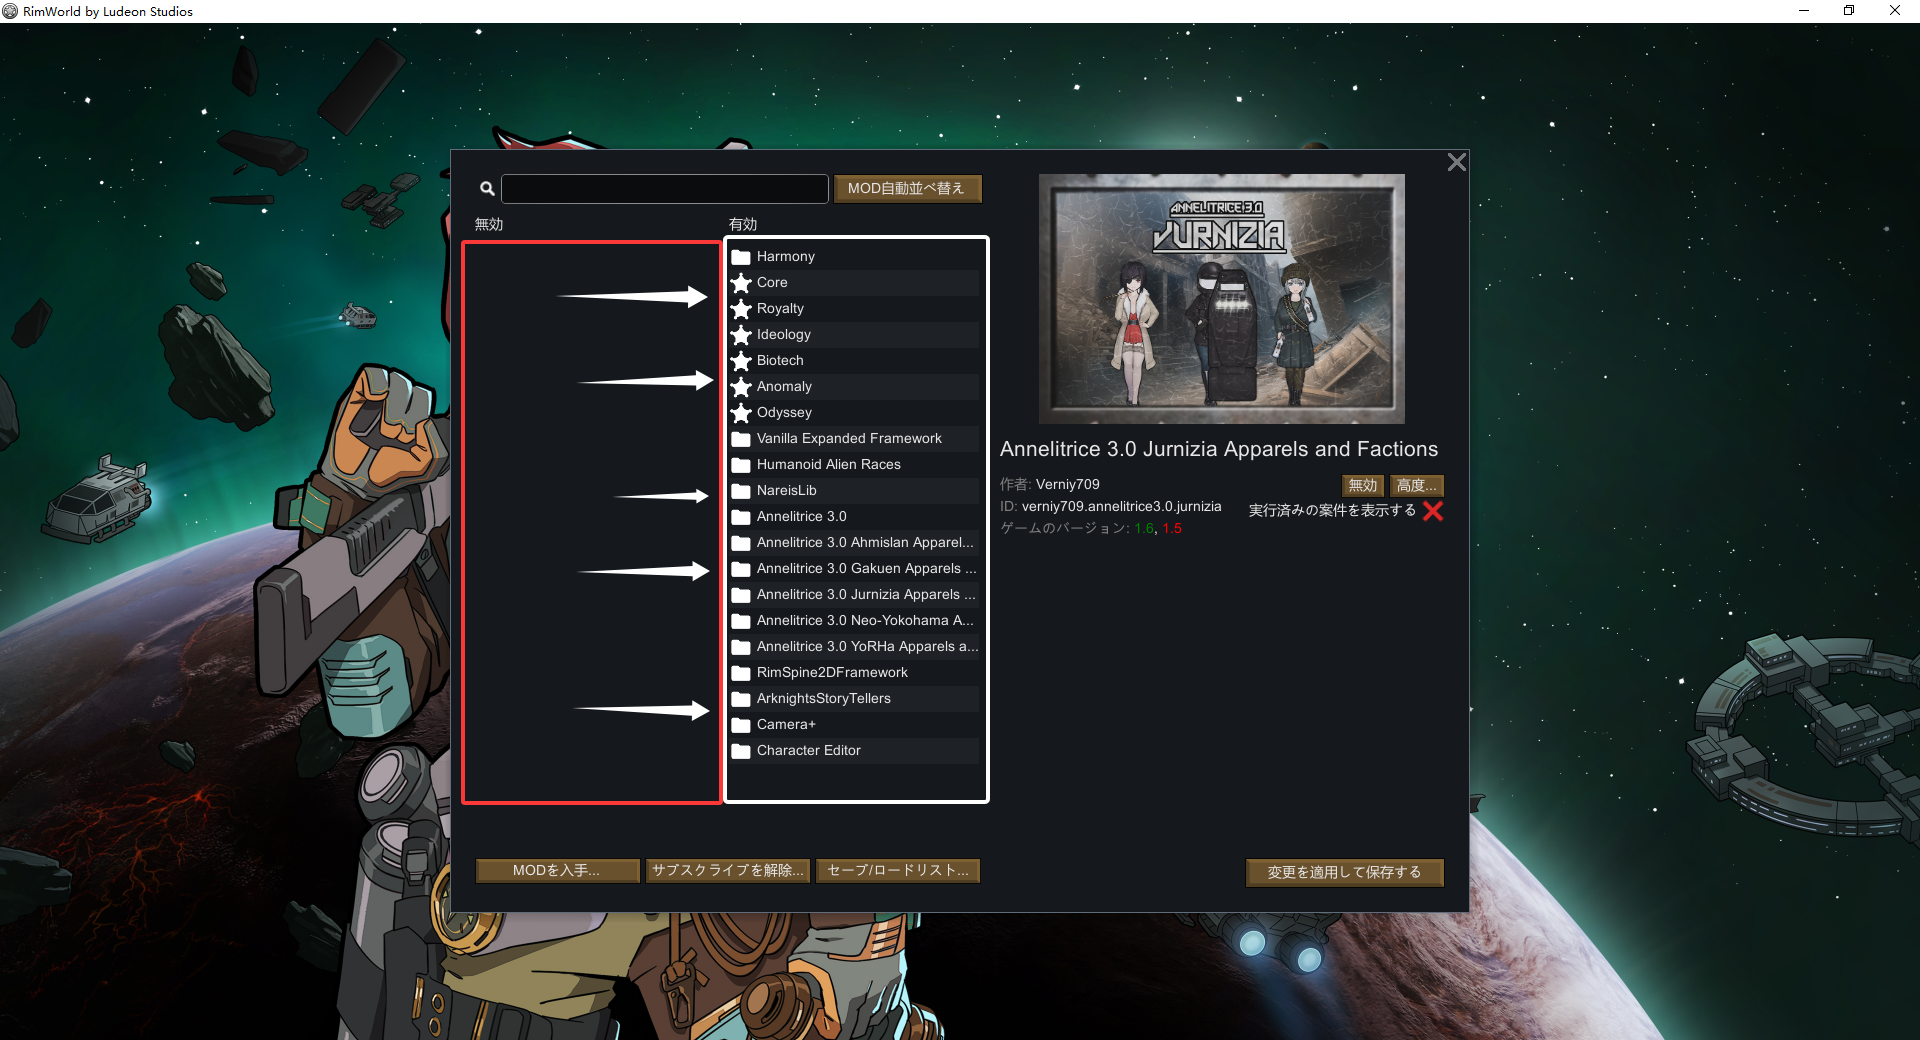 RimWorld by Ludeon Studios
MOD自動並べ替え
無効
有効
Harmony
Core
Royalty
Ideology
Biotech
Anomaly
Odyssey
Vanilla Expanded Framework
Humanoid Alien Races
NareisLib
Annelitrice 3.0
Annelitrice 3.0 Ahmislan Apparel...
Annelitrice 3.0 Gakuen Apparels ...
Annelitrice 3.0 Jurnizia Apparels ...
Annelitrice 3.0 Neo-Yokohama A...
Annelitrice 3.0 YoRHa Apparels a...
RimSpine2DFramework
ArknightsStoryTellers
Camera+
Character Editor
MODを入手...
サブスクライブを解除...
セーブ/ロードリスト...
ANNELITRICE 3.0
JURNIZIA
Annelitrice 3.0 Jurnizia Apparels and Factions
作者: Verniy709
無効
高度...
ID: verniy709.annelitrice3.0.jurnizia
実行済みの案件を表示する
ゲームのバージョン: 1.6, 1.5
変更を適用して保存する